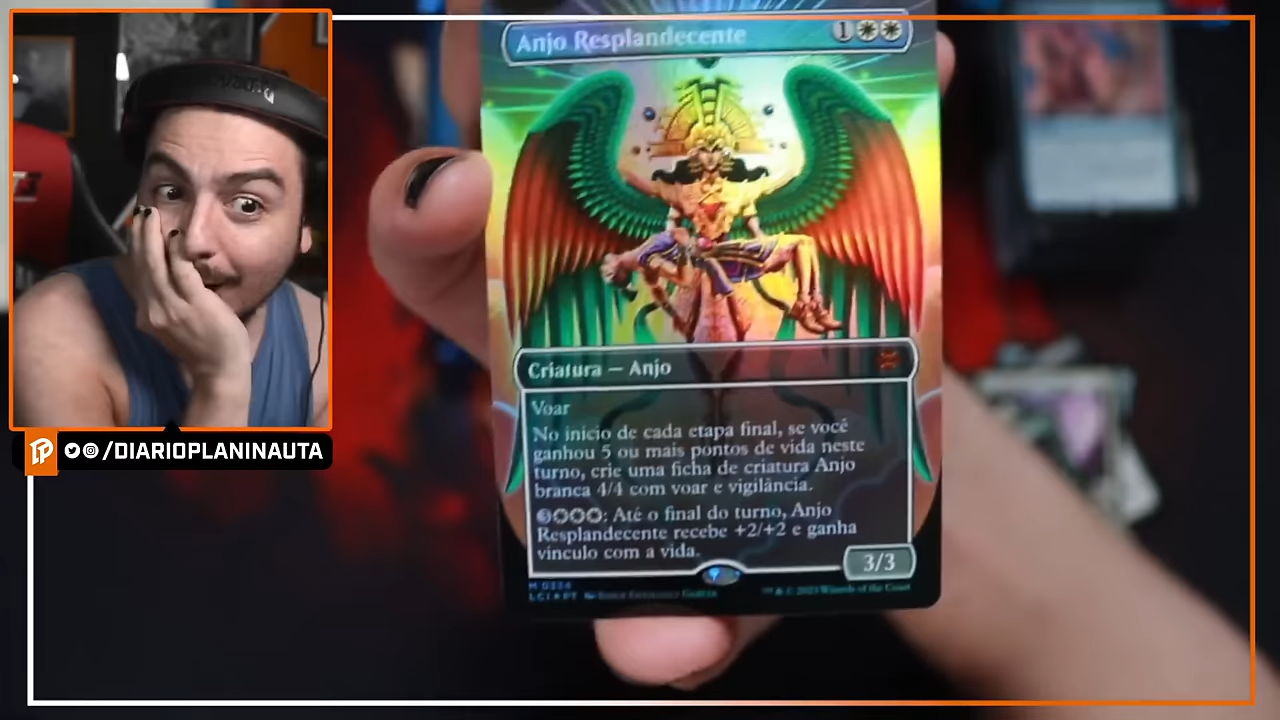 Anjo Resplandecente
1
/DIARIOPLANINAUTA
Criatura — Anjo
Voar
No início de cada etapa final, se você
ganhou 5 ou mais pontos de vida neste
turno, crie uma ficha de criatura Anjo
branca 4/4 com voar e vigilância.
3: Até o final do turno, Anjo
Resplandecente recebe +2/+2 e ganha
vínculo com a vida.
3/3